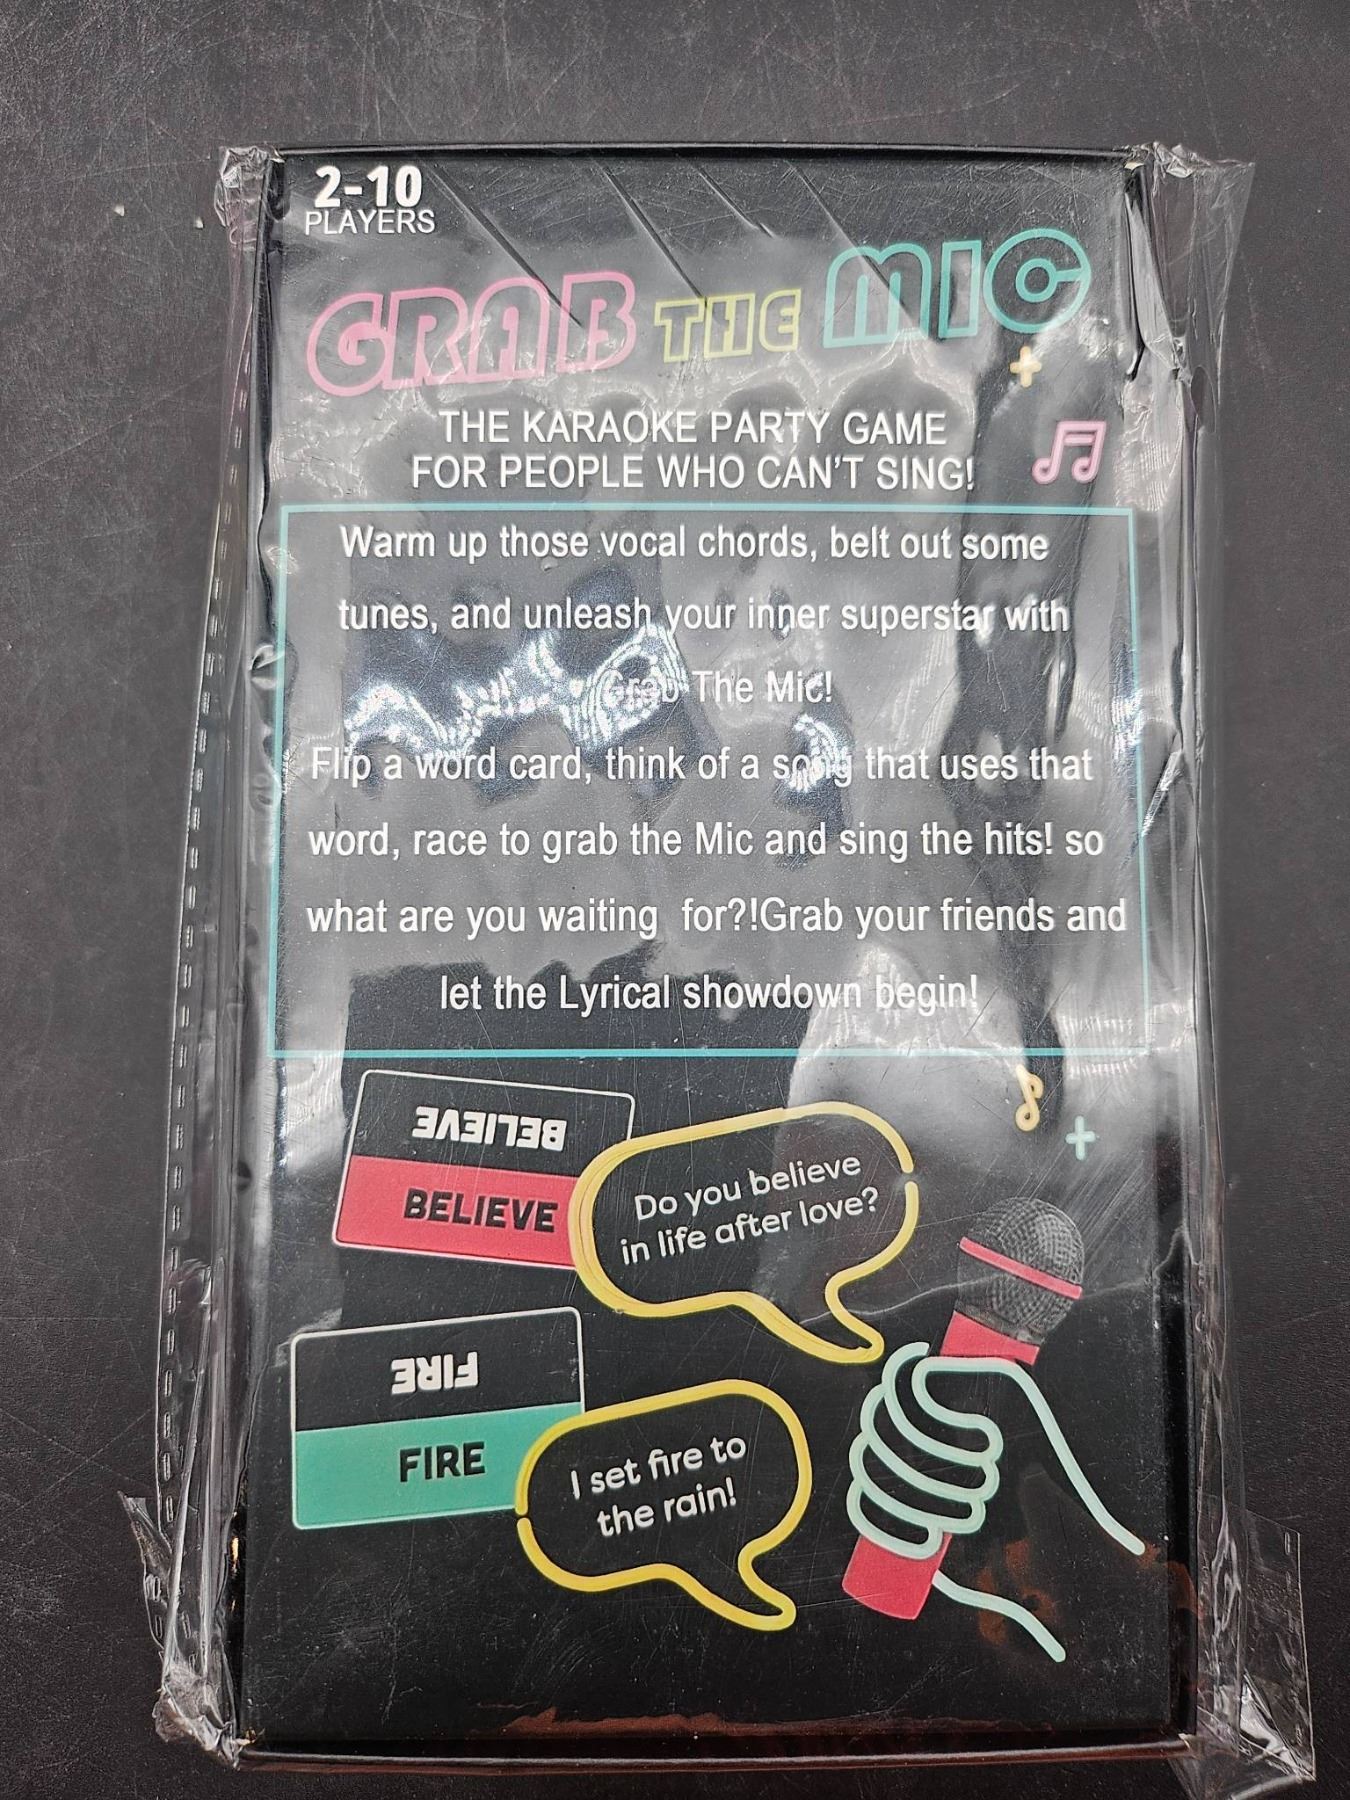 2-10
PLAYERS
GRAB THE MIC
THE KARAOKE PARTY GAME
FOR PEOPLE WHO CAN'T SING!
Warm up those vocal chords, belt out some
tunes, and unleash your inner superstar with
Grab The Mic!
Flip a word card, think of a song that uses that
word, race to grab the Mic and sing the hits! so
what are you waiting for?!Grab your friends and
let the Lyrical showdown begin!
BELIEVE
BELIEVE
Do you believe
in life after love?
FIRE
FIRE
I set fire to
the rain!